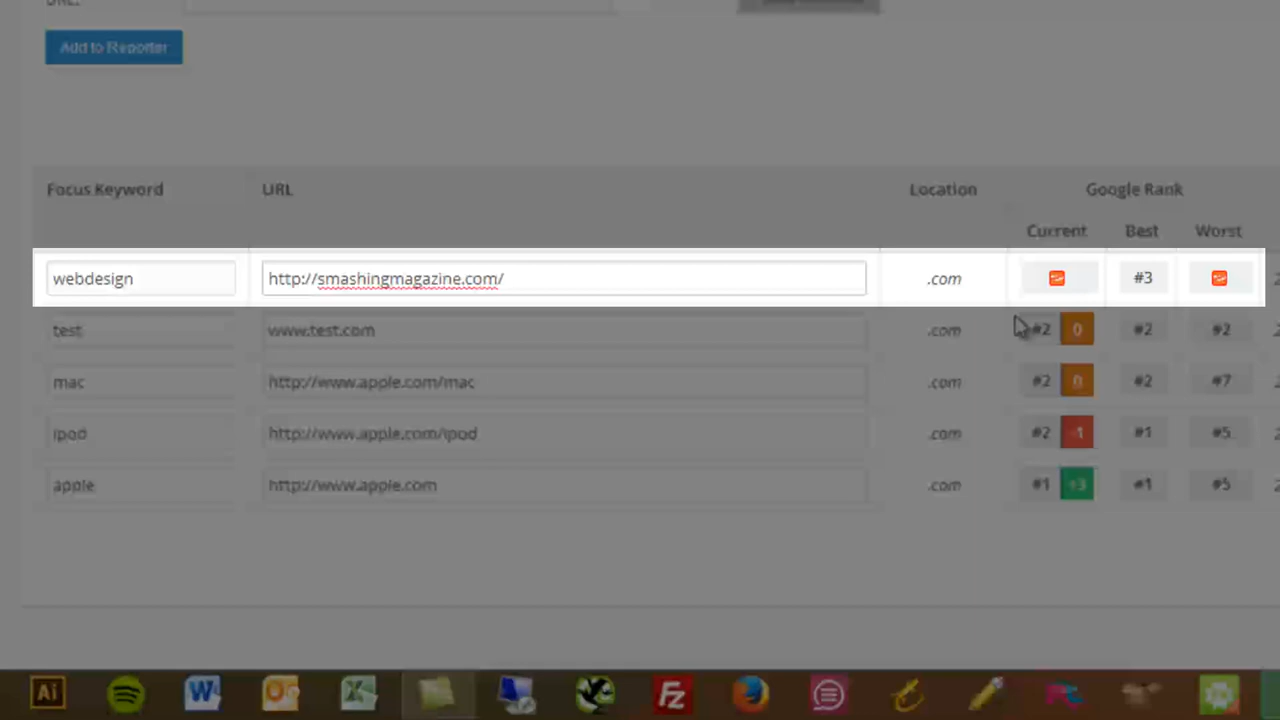 URL:
Add to Reporter
Focus Keyword URL Location Google Rank
Current Best Worst
webdesign http://smashingmagazine.com/ .com #3
test www.test.com .com #2 0 #2 #2
mac http://www.apple.com/mac .com #2 0 #2 #7
ipod http://www.apple.com/ipod .com #2 -1 #1 #5
apple http://www.apple.com .com #1 +3 #1 #5
Ai W X Fz